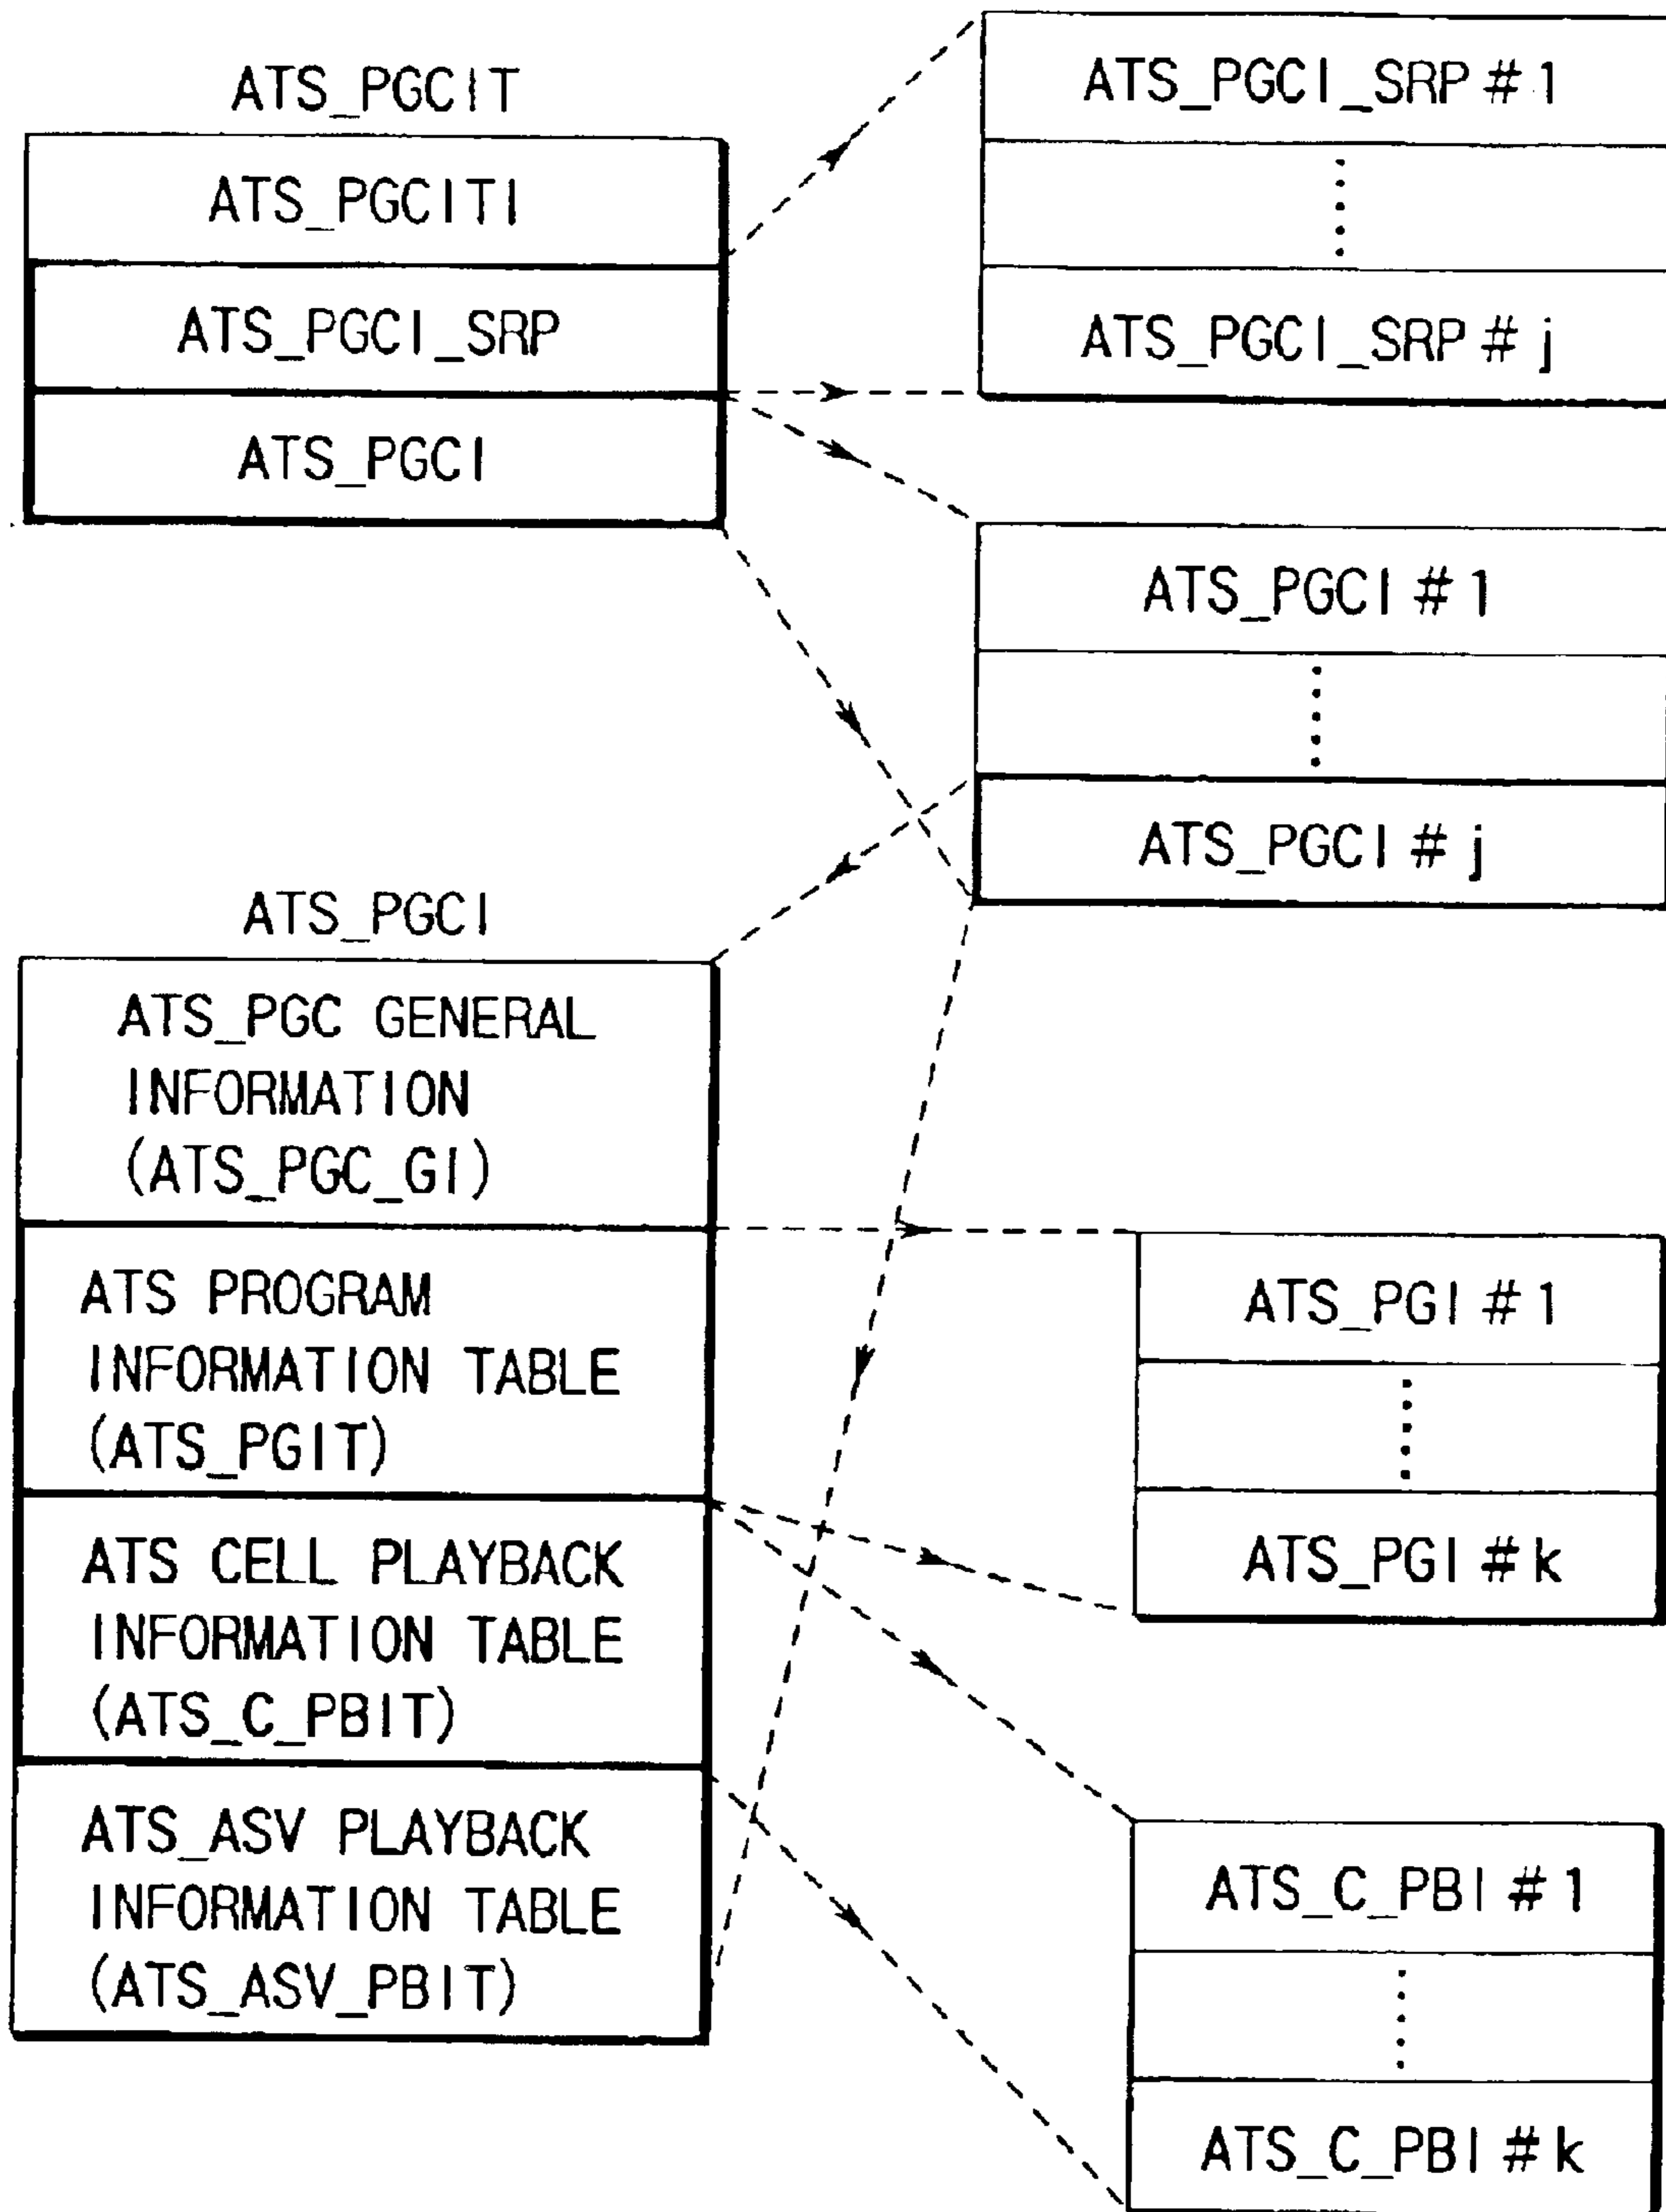 ATS_PGCIT
ATS_PGCITI
ATS_PGCI_SRP
ATS_PGCI
ATS_PGCI_SRP #1
ATS_PGCI_SRP #j
ATS_PGCI #1
ATS_PGCI #j
ATS_PGCI
ATS_PGC GENERAL
INFORMATION
(ATS_PGC_GI)
ATS PROGRAM
INFORMATION TABLE
(ATS_PGIT)
ATS CELL PLAYBACK
INFORMATION TABLE
(ATS_C_PBIT)
ATS_ASV PLAYBACK
INFORMATION TABLE
(ATS_ASV_PBIT)
ATS_PGI #1
ATS_PGI #k
ATS_C_PBI #1
ATS_C_PBI #k